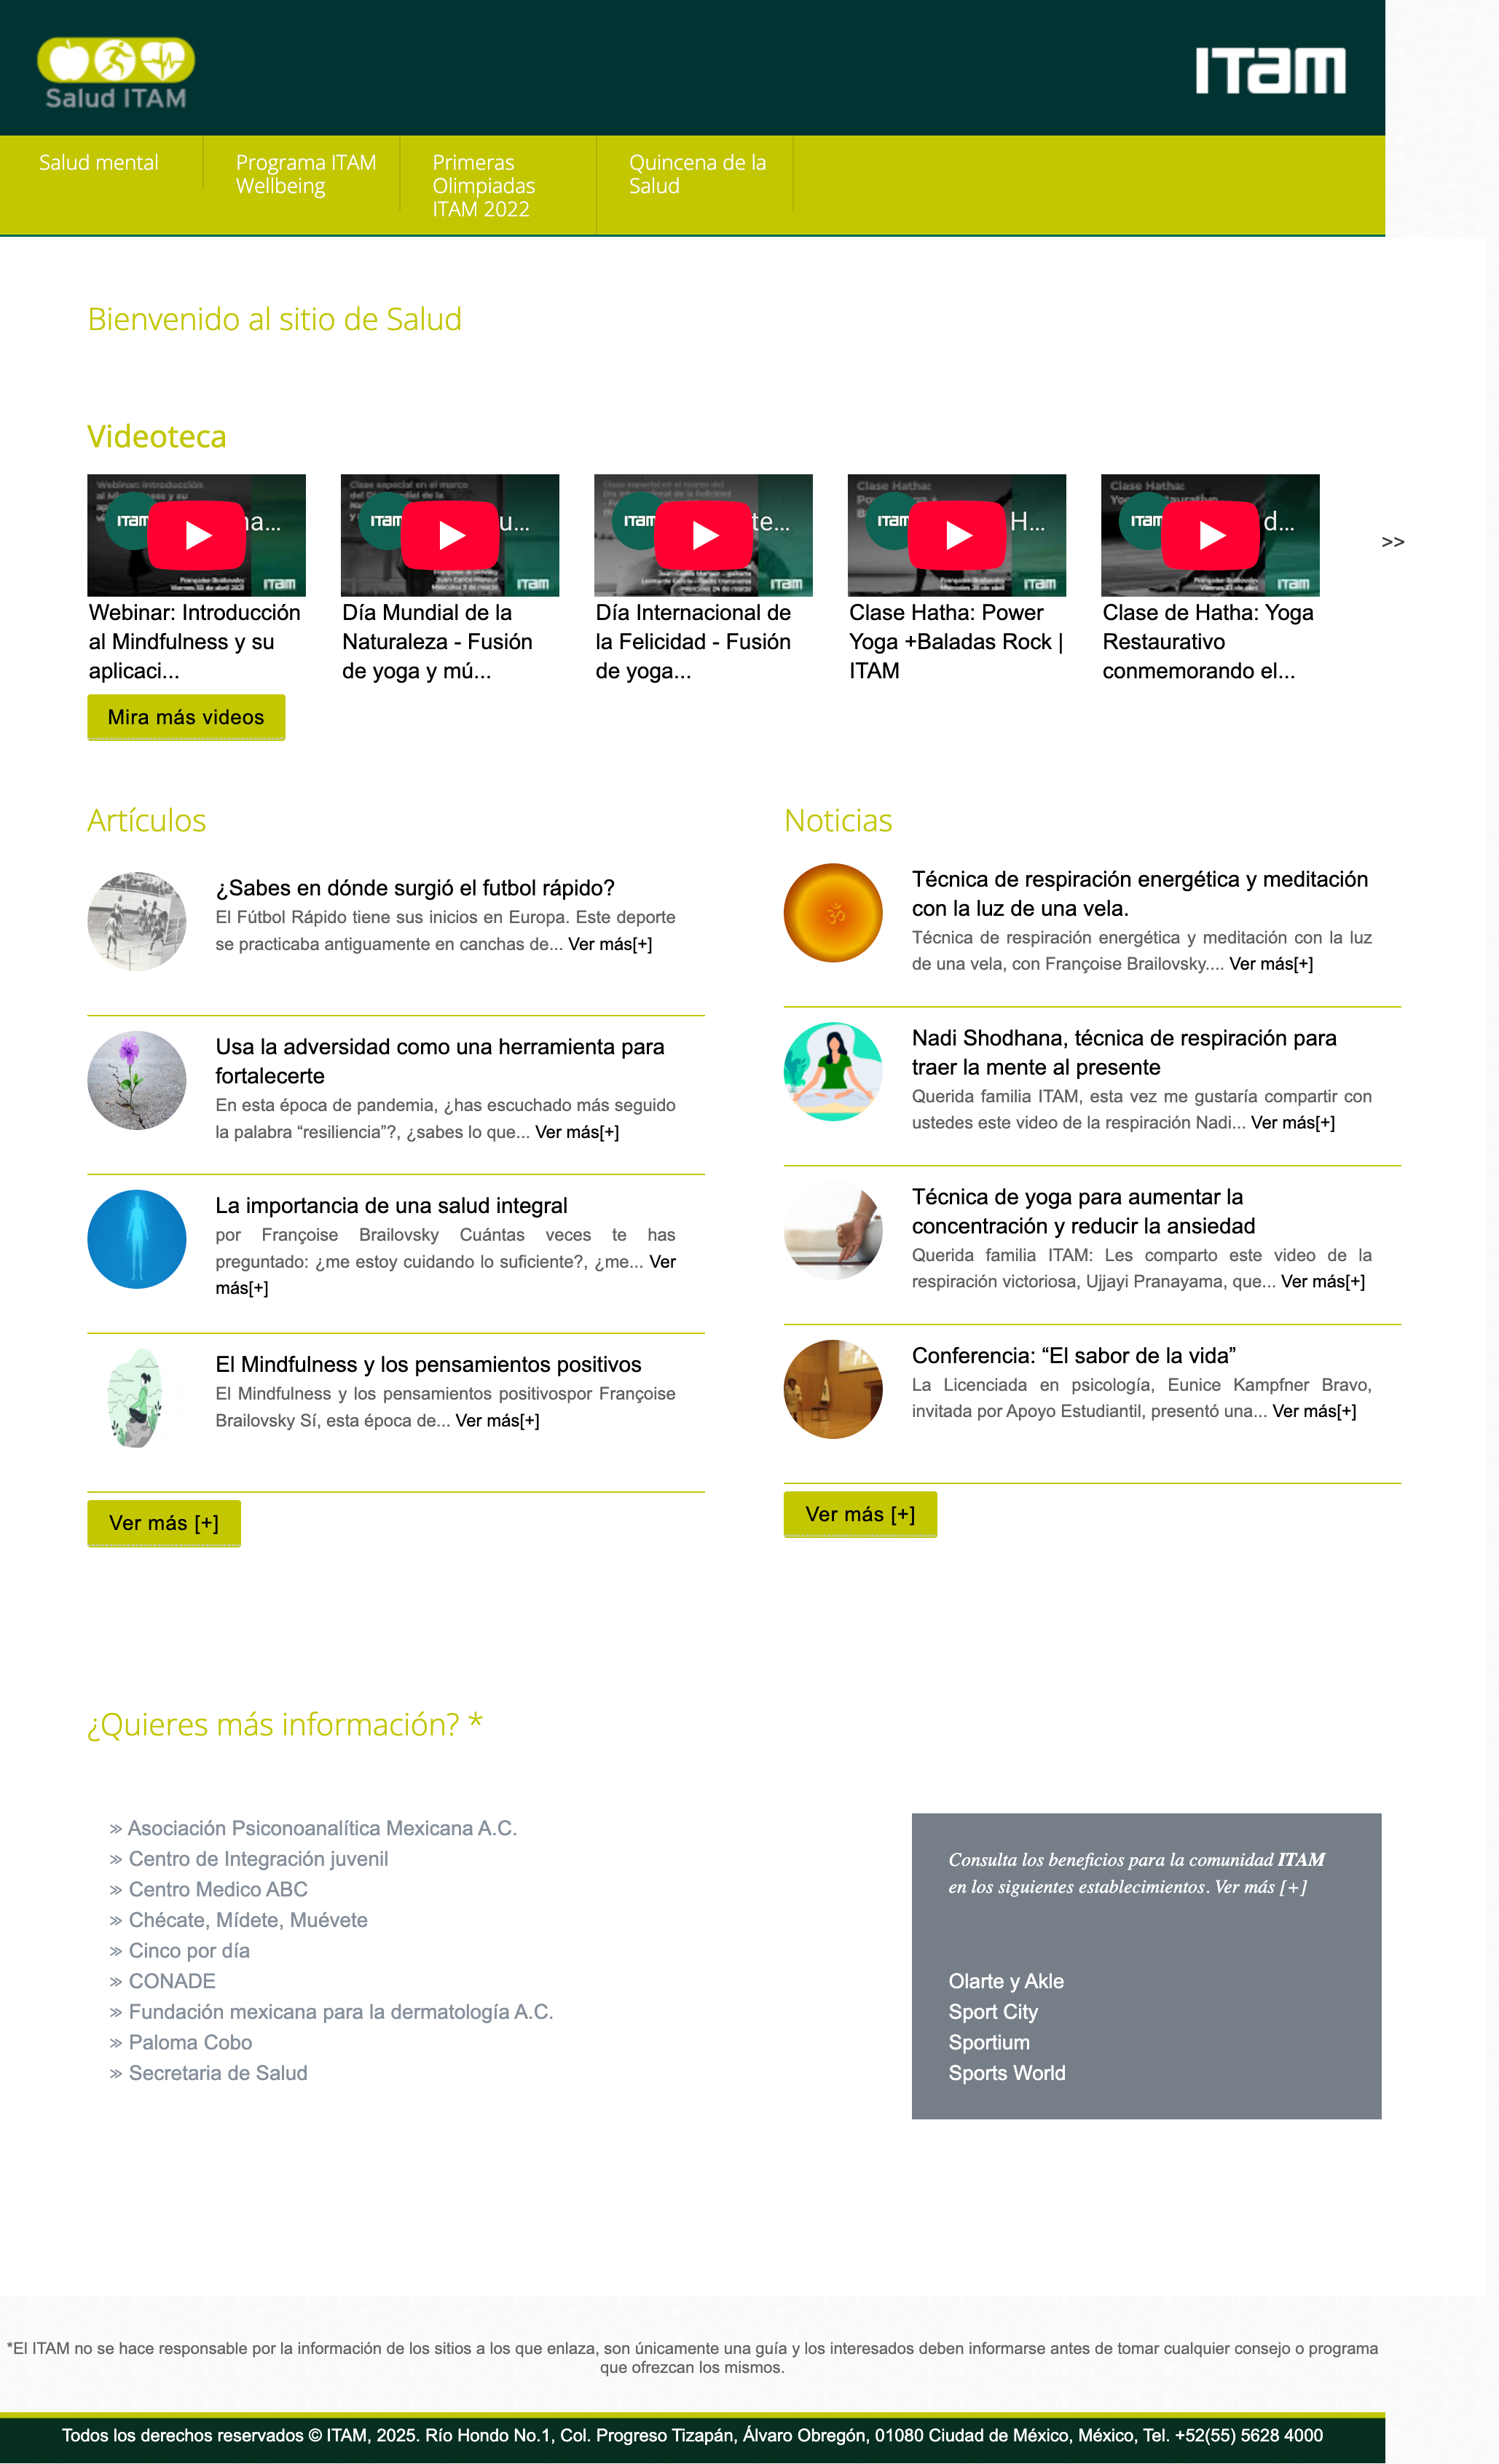 Salud ITAM
ITAM
Salud mental
Programa ITAM
Wellbeing
Primeras
Olimpiadas
ITAM 2022
Quincena de la
Salud
Bienvenido al sitio de Salud
Videoteca
Webinar: Introducción
al Mindfulness y su
aplicaci...
Día Mundial de la
Naturaleza - Fusión
de yoga y mú...
Día Internacional de
la Felicidad - Fusión
de yoga...
Clase Hatha: Power
Yoga +Baladas Rock |
ITAM
Clase de Hatha: Yoga
Restaurativo
conmemorando el...
>>
Mira más videos
Artículos
¿Sabes en dónde surgió el futbol rápido?
El Fútbol Rápido tiene sus inicios en Europa. Este deporte
se practicaba antiguamente en canchas de... Ver más[+]
Usa la adversidad como una herramienta para
fortalecerte
En esta época de pandemia, ¿has escuchado más seguido
la palabra “resiliencia”?, ¿sabes lo que... Ver más[+]
La importancia de una salud integral
por Françoise Brailovsky Cuántas veces te has
preguntado: ¿me estoy cuidando lo suficiente?, ¿me... Ver
más[+]
El Mindfulness y los pensamientos positivos
El Mindfulness y los pensamientos positivospor Françoise
Brailovsky Sí, esta época de... Ver más[+]
Ver más [+]
Noticias
Técnica de respiración energética y meditación
con la luz de una vela.
Técnica de respiración energética y meditación con la luz
de una vela, con Françoise Brailovsky.... Ver más[+]
Nadi Shodhana, técnica de respiración para
traer la mente al presente
Querida familia ITAM, esta vez me gustaría compartir con
ustedes este video de la respiración Nadi... Ver más[+]
Técnica de yoga para aumentar la
concentración y reducir la ansiedad
Querida familia ITAM: Les comparto este video de la
respiración victoriosa, Ujjayi Pranayama, que... Ver más[+]
Conferencia: “El sabor de la vida”
La Licenciada en psicología, Eunice Kampfner Bravo,
invitada por Apoyo Estudiantil, presentó una... Ver más[+]
Ver más [+]
¿Quieres más información? *
» Asociación Psiconoanalítica Mexicana A.C.
» Centro de Integración juvenil
» Centro Medico ABC
» Chécate, Mídete, Muévete
» Cinco por día
» CONADE
» Fundación mexicana para la dermatología A.C.
» Paloma Cobo
» Secretaria de Salud
Consulta los beneficios para la comunidad ITAM
en los siguientes establecimientos. Ver más [+]
Olarte y Akle
Sport City
Sportium
Sports World
*El ITAM no se hace responsable por la información de los sitios a los que enlaza, son únicamente una guía y los interesados deben informarse antes de tomar cualquier consejo o programa
que ofrezcan los mismos.
Todos los derechos reservados © ITAM, 2025. Río Hondo No.1, Col. Progreso Tizapán, Álvaro Obregón, 01080 Ciudad de México, México, Tel. +52(55) 5628 4000